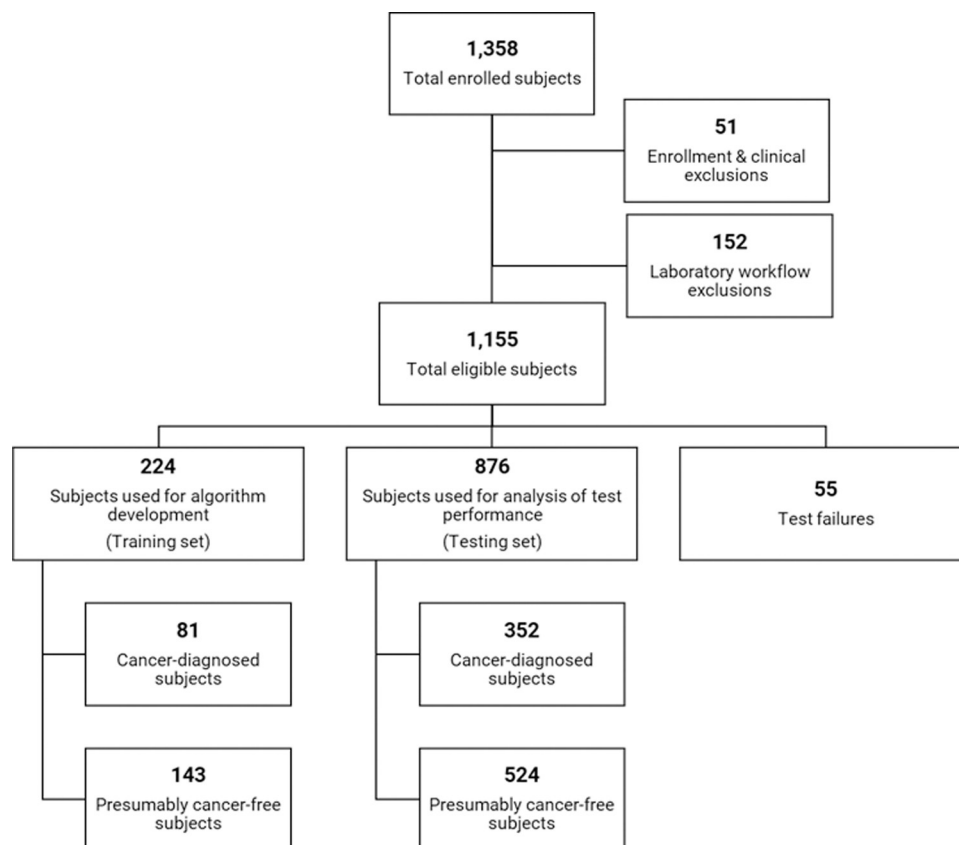 1,358
Total enrolled subjects
51
Enrollment & clinical
exclusions
152
Laboratory workflow
exclusions
1,155
Total eligible subjects
224
Subjects used for algorithm
development
(Training set)
876
Subjects used for analysis of test
performance
(Testing set)
55
Test failures
81
Cancer-diagnosed
subjects
352
Cancer-diagnosed
subjects
143
Presumably cancer-free
subjects
524
Presumably cancer-free
subjects